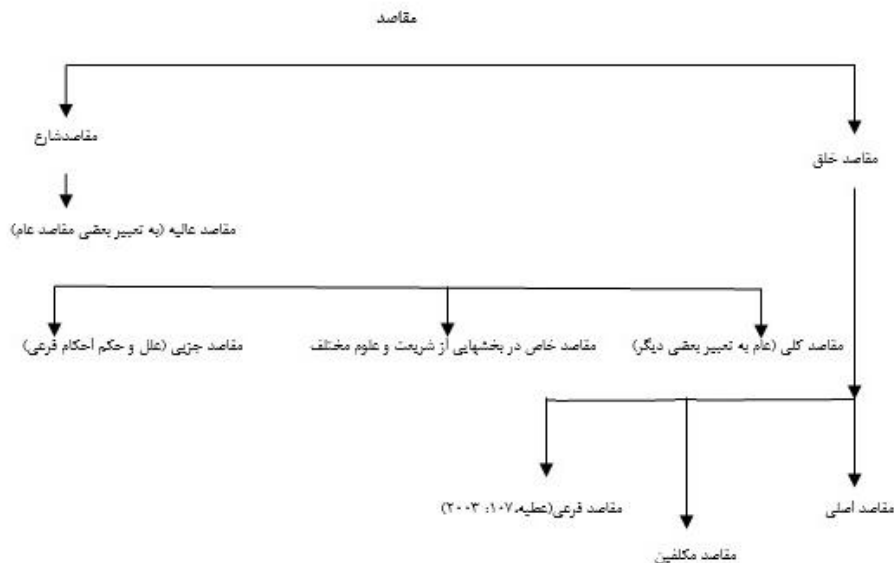 مقاصد
مقاصد خلق
مقاصدشارع
مقاصد عالیه (به تعبیر بعضی مقاصد عام)
مقاصد کلی (عام به تعبیر بعضی دیگر)
مقاصد خاص در بخشهایی از شریعت و علوم مختلف
مقاصد جزیی (علل و حکم احکام فرعی)
مقاصد اصلی
مقاصد فرعی(عطیه،۱۰۷: ۲۰۰۳)
مقاصد مکلفین